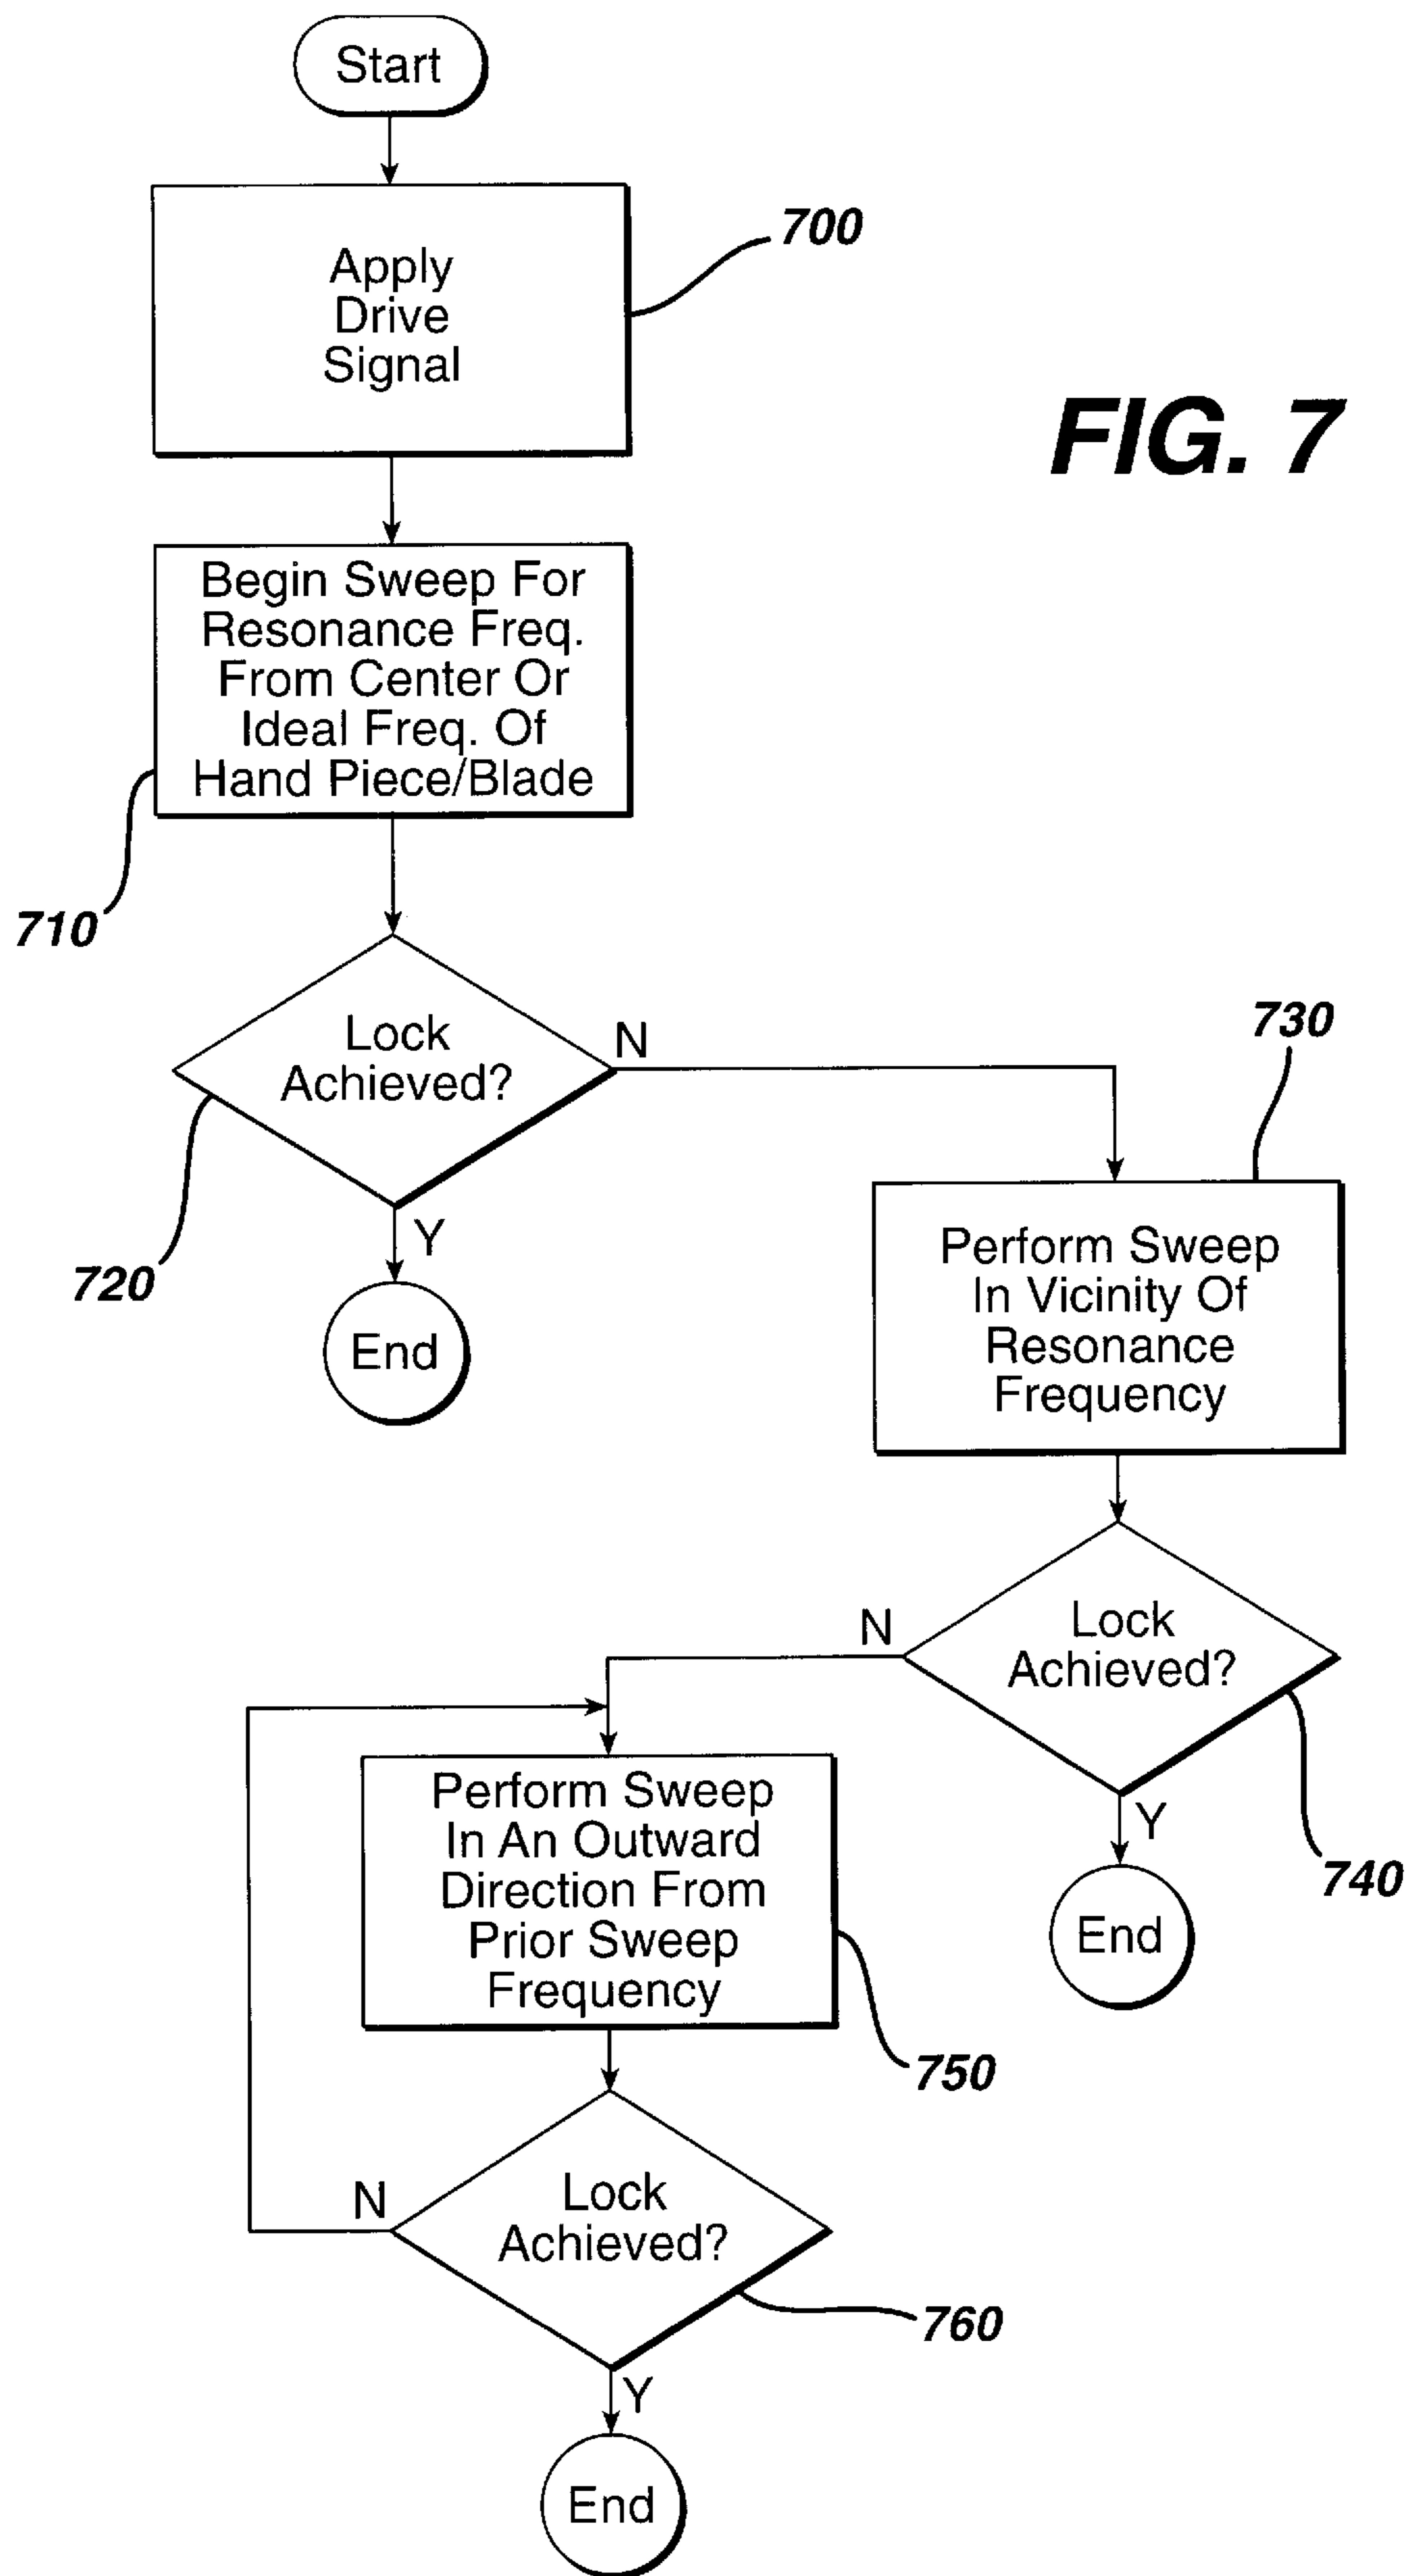 Start
Apply
Drive
Signal
700
FIG. 7
Begin Sweep For
Resonance Freq.
From Center Or
Ideal Freq. Of
Hand Piece/Blade
710
Lock
Achieved?
N
Y
720
End
730
Perform Sweep
In Vicinity Of
Resonance
Frequency
Lock
Achieved?
N
Y
740
End
Perform Sweep
In An Outward
Direction From
Prior Sweep
Frequency
750
Lock
Achieved?
N
760
Y
End